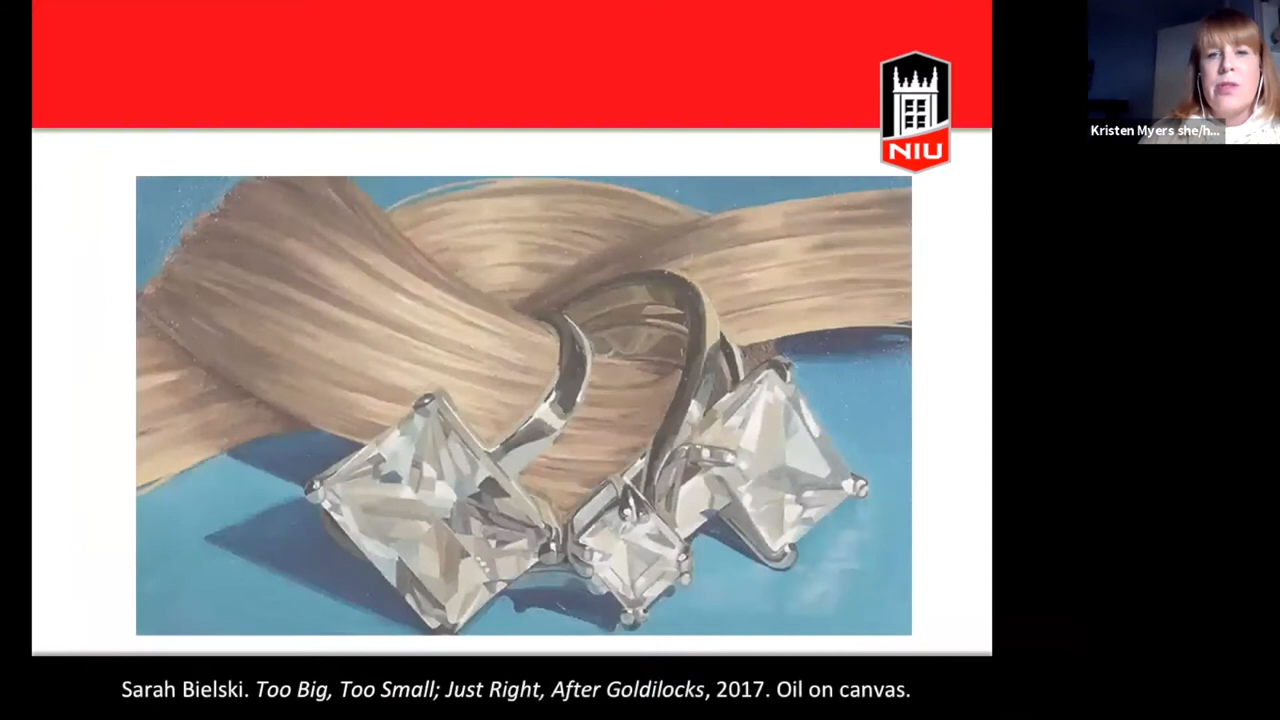 NIU
Kristen Myers she/h...
Sarah Bielski. Too Big, Too Small; Just Right, After Goldilocks, 2017. Oil on canvas.